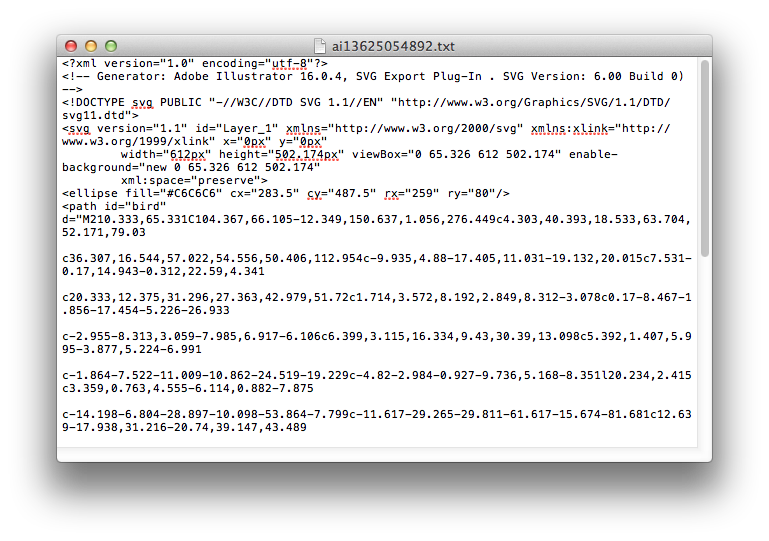 ai13625054892.txt
<?xml version="1.0" encoding="utf-8"?>
<!-- Generator: Adobe Illustrator 16.0.4, SVG Export Plug-In . SVG Version: 6.00 Build 0)
-->
<!DOCTYPE svg PUBLIC "-//W3C//DTD SVG 1.1//EN" "http://www.w3.org/Graphics/SVG/1.1/DTD/
svg11.dtd">
<svg version="1.1" id="Layer_1" xmlns="http://www.w3.org/2000/svg" xmlns:xlink="http://
www.w3.org/1999/xlink" x="0px" y="0px"
width="612px" height="502.174px" viewBox="0 65.326 612 502.174" enable-
background="new 0 65.326 612 502.174"
xml:space="preserve">
<ellipse fill="#C6C6C6" cx="283.5" cy="487.5" rx="259" ry="80"/>
<path id="bird"
d="M210.333,65.331C104.367,66.105-12.349,150.637,1.056,276.449c4.303,40.393,18.533,63.704,
52.171,79.03
c36.307,16.544,57.022,54.556,50.406,112.954c-9.935,4.88-17.405,11.031-19.132,20.015c7.531-
0.17,14.943-0.312,22.59,4.341
c20.333,12.375,31.296,27.363,42.979,51.72c1.714,3.572,8.192,2.849,8.312-3.078c0.17-8.467-1
.856-17.454-5.226-26.933
c-2.955-8.313,3.059-7.985,6.917-6.106c6.399,3.115,16.334,9.43,30.39,13.098c5.392,1.407,5.9
95-3.877,5.224-6.991
c-1.864-7.522-11.009-10.862-24.519-19.229c-4.82-2.984-0.927-9.736,5.168-8.351l20.234,2.415
c3.359,0.763,4.555-6.114,0.882-7.875
c-14.198-6.804-28.897-10.098-53.864-7.799c-11.617-29.265-29.811-61.617-15.674-81.681c12.63
9-17.938,31.216-20.74,39.147,43.489